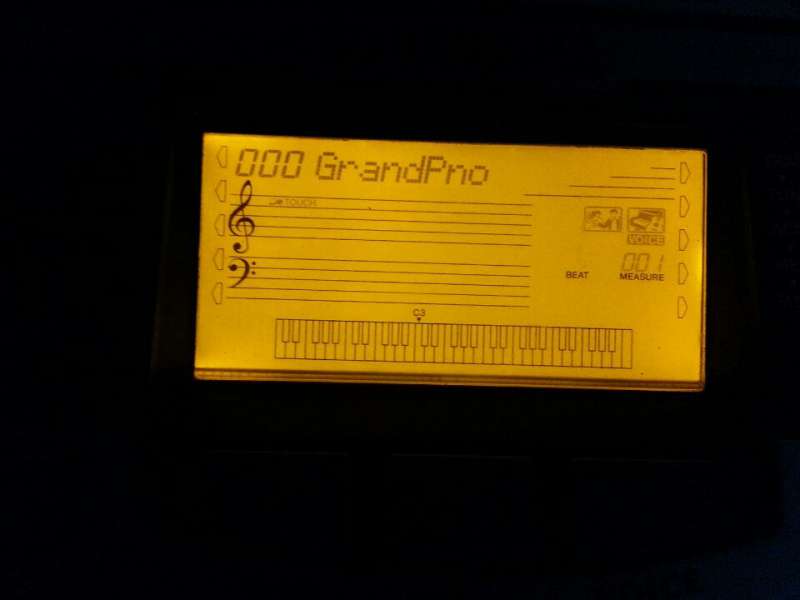 000 GrandPno
TOUCH
VOICE
001
BEAT MEASURE
C3